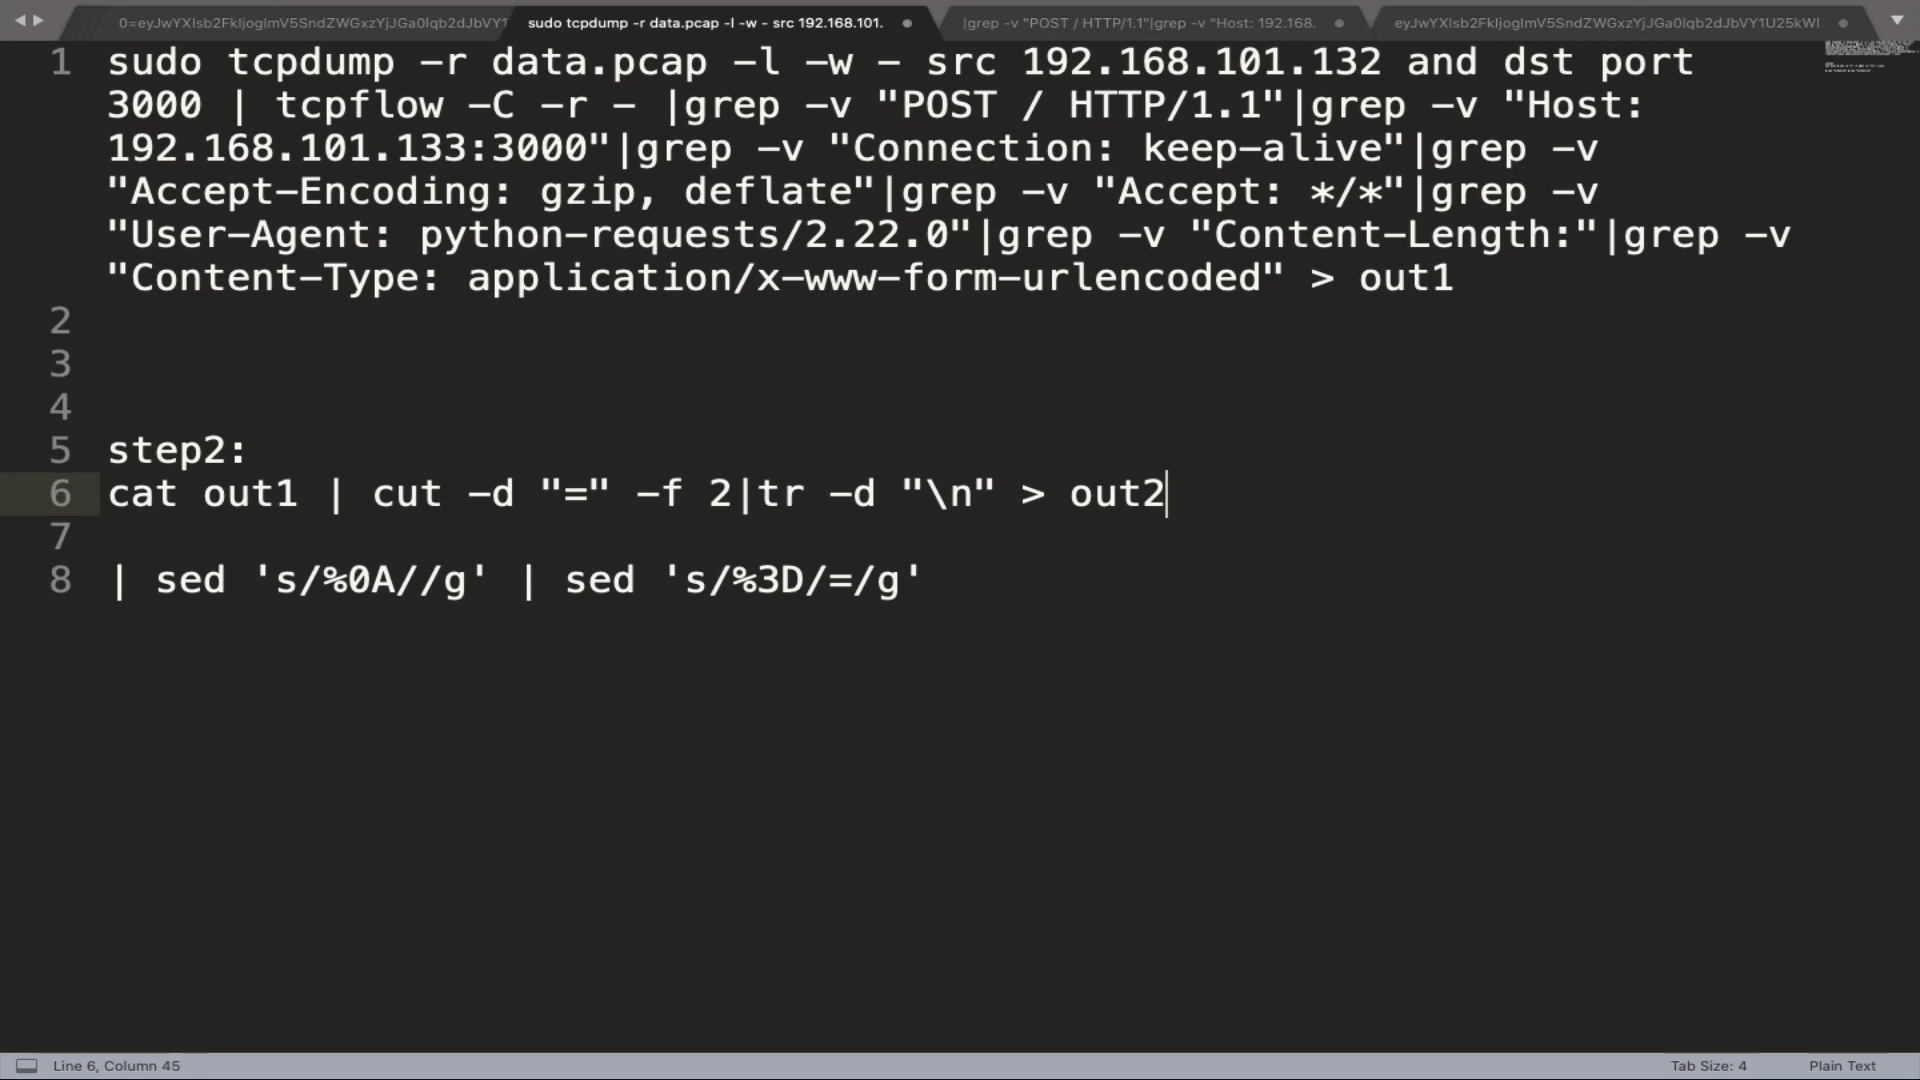 0=eyJwYXlsb2FkIjogImV5SndZWGxzYjJGa0lqb2dJbVY1
sudo tcpdump -r data.pcap -l -w - src 192.168.101.
|grep -v "POST / HTTP/1.1"|grep -v "Host: 192.168.
eyJwYXlsb2FkIjogImV5SndZWGxzYjJGa0lqb2dJbVY1U25kWl
1 sudo tcpdump -r data.pcap -l -w - src 192.168.101.132 and dst port
3000 | tcpflow -C -r - |grep -v "POST / HTTP/1.1"|grep -v "Host:
192.168.101.133:3000"|grep -v "Connection: keep-alive"|grep -v
"Accept-Encoding: gzip, deflate"|grep -v "Accept: */*"|grep -v
"User-Agent: python-requests/2.22.0"|grep -v "Content-Length:"|grep -v
"Content-Type: application/x-www-form-urlencoded" > out1
2
3
4
5 step2:
6 cat out1 | cut -d "=" -f 2|tr -d "\n" > out2
7
8 | sed 's/%0A//g' | sed 's/%3D/=/g'
Line 6, Column 45
Tab Size: 4
Plain Text